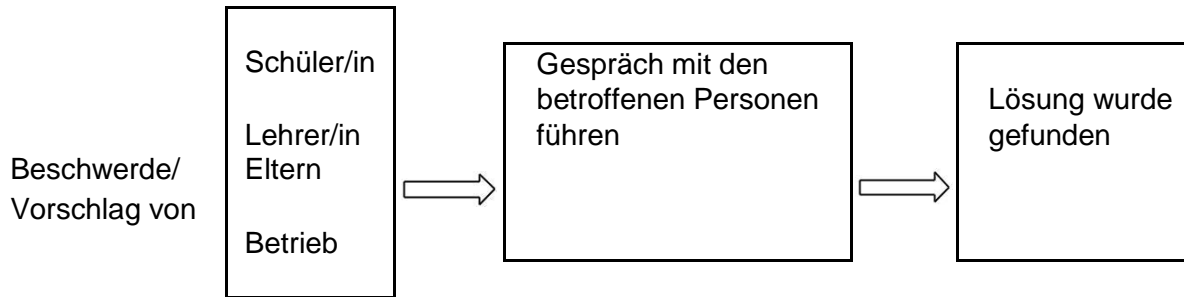 Beschwerde/
Vorschlag von
Schüler/in
Lehrer/in
Eltern
Betrieb
Gespräch mit den
betroffenen Personen
führen
Lösung wurde
gefunden